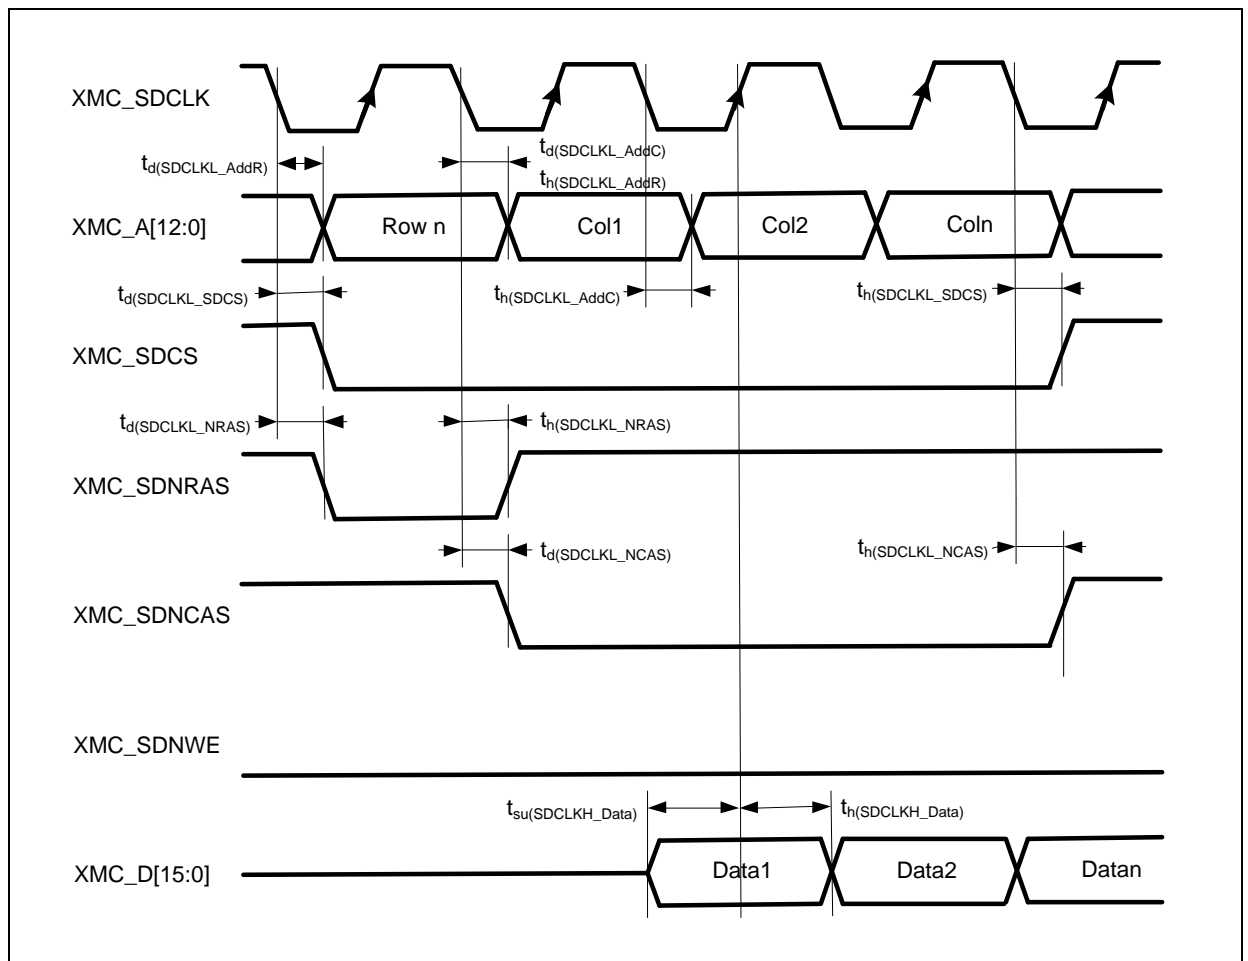 XMC_SDCLK
td(SDCLKL_AddR)
td(SDCLKL_AddC)
th(SDCLKL_AddR)
XMC_A[12:0]
Row n
Col1
Col2
Coln
td(SDCLKL_SDCS)
th(SDCLKL_AddC)
th(SDCLKL_SDCS)
XMC_SDCS
td(SDCLKL_NRAS)
th(SDCLKL_NRAS)
XMC_SDNRAS
td(SDCLKL_NCAS)
th(SDCLKL_NCAS)
XMC_SDNCAS
XMC_SDNWE
tsu(SDCLKH_Data)
th(SDCLKH_Data)
XMC_D[15:0]
Data1
Data2
Datan